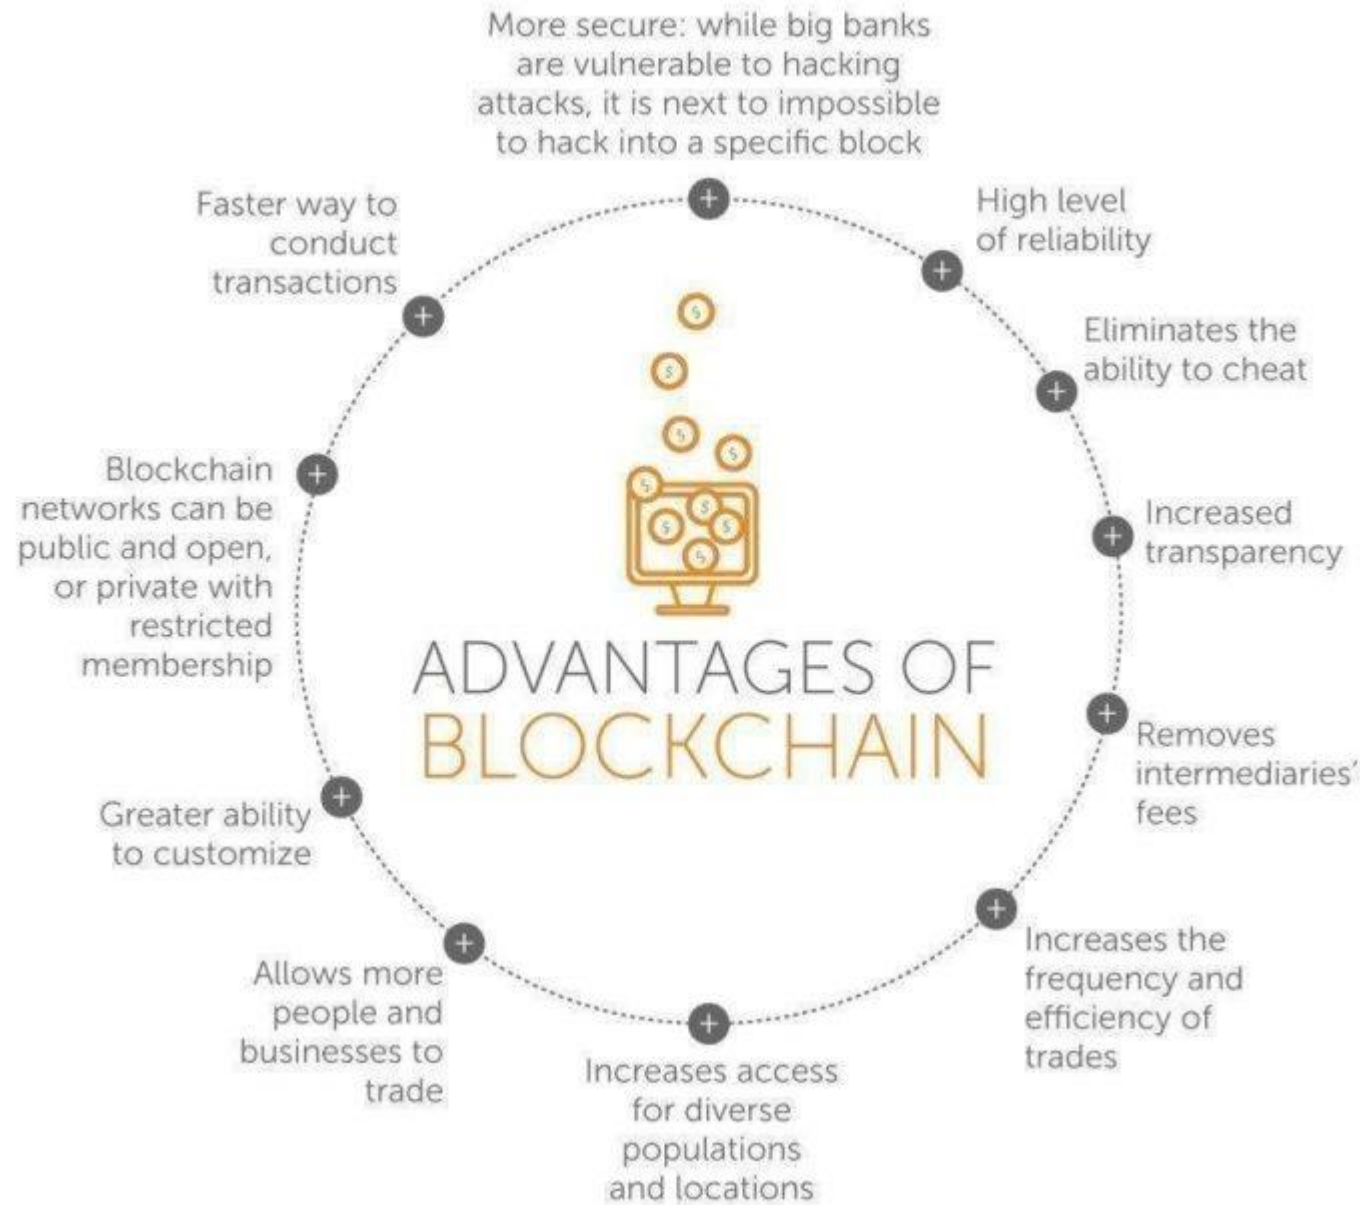 More secure: while big banks
are vulnerable to hacking
attacks, it is next to impossible
to hack into a specific block
High level
of reliability
Eliminates the
ability to cheat
Increased
transparency
Removes
intermediaries'
fees
Increases the
frequency and
efficiency of
trades
Increases access
for diverse
populations
and locations
Allows more
people and
businesses to
trade
Greater ability
to customize
Blockchain
networks can be
public and open,
or private with
restricted
membership
Faster way to
conduct
transactions
ADVANTAGES OF
BLOCKCHAIN